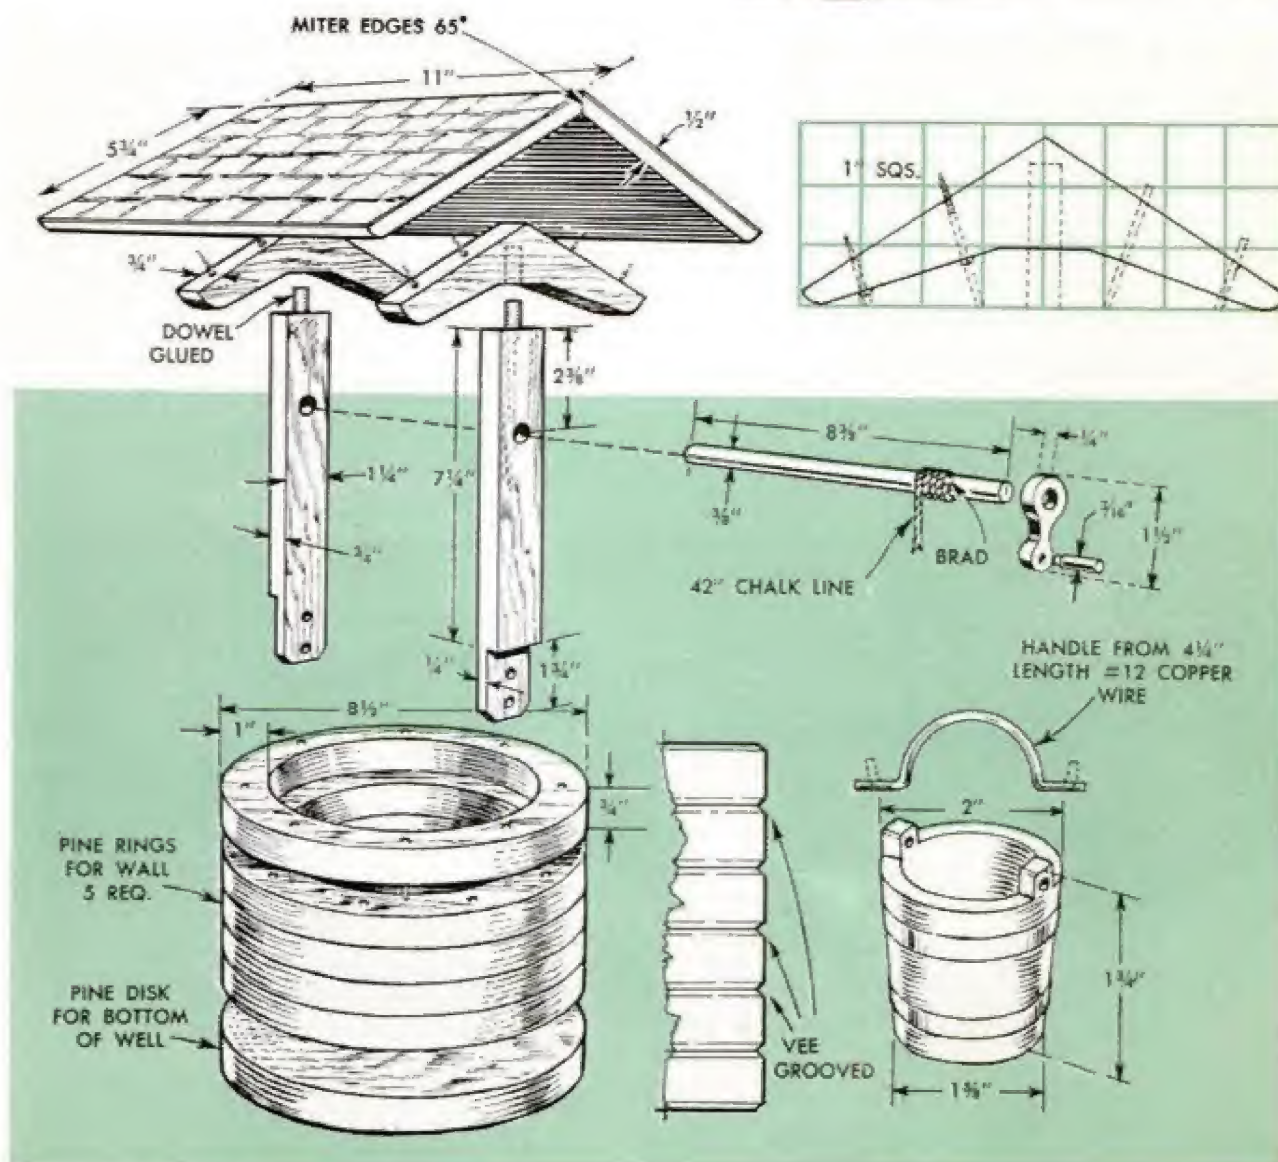 MITER EDGES 65°
11"
5¾"
½"
1" SQS.
¾"
DOWEL
GLUED
2⅜"
8½"
¼"
1¼"
7¼"
¾"
⅜"
3/16"
1½"
BRAD
42" CHALK LINE
¼"
1¾"
HANDLE FROM 4¼"
LENGTH #12 COPPER
WIRE
8½"
1"
2"
¾"
PINE RINGS
FOR WALL
5 REQ.
1¾"
PINE DISK
FOR BOTTOM
OF WELL
VEE
GROOVED
1⅝"